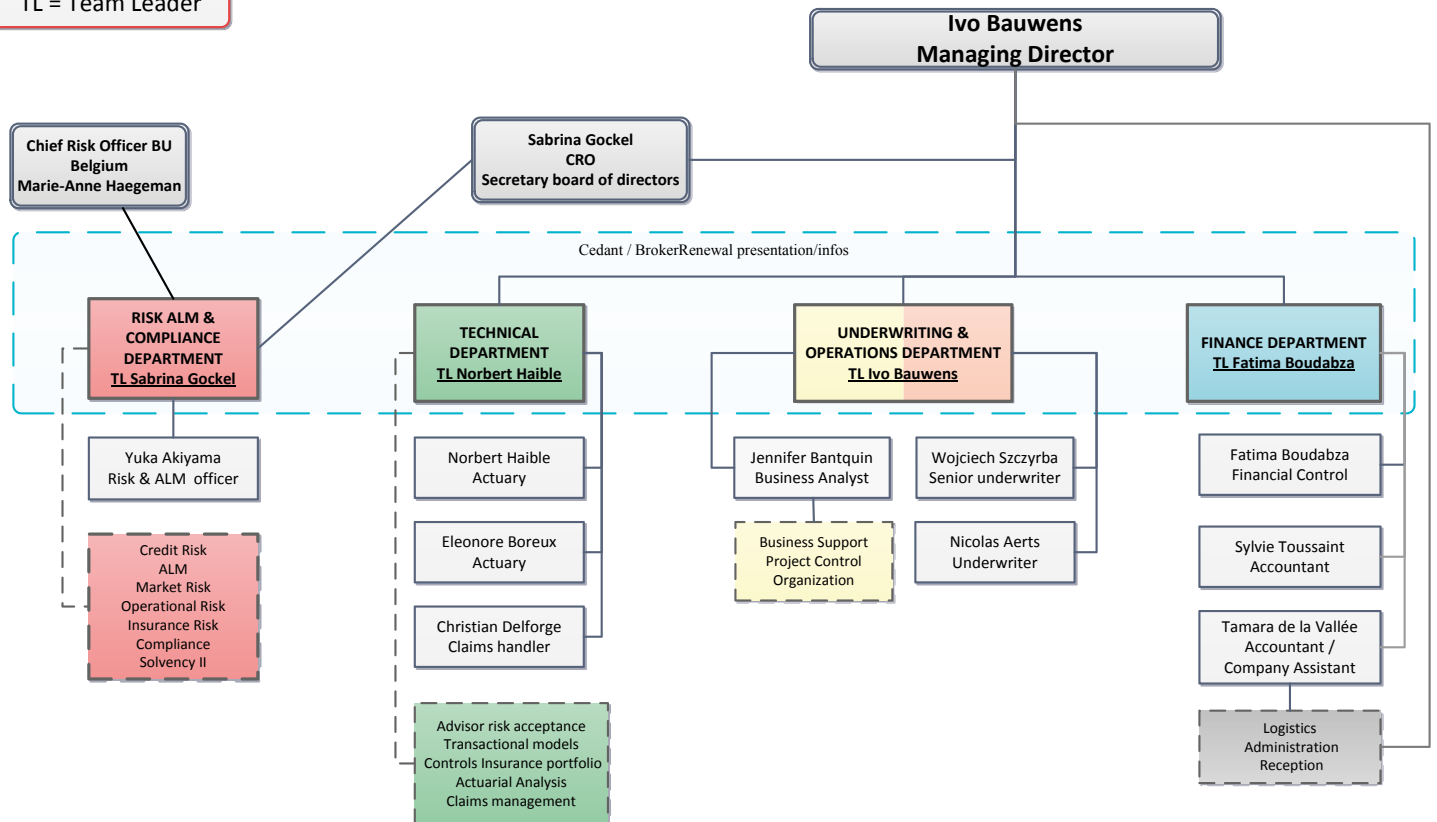 TL = Team Leader
Ivo Bauwens
Managing Director
Chief Risk Officer BU
Belgium
Marie-Anne Haegeman
Sabrina Gockel
CRO
Secretary board of directors
Cedant / BrokerRenewal presentation/infos
RISK ALM &
COMPLIANCE
DEPARTMENT
TL Sabrina Gockel
TECHNICAL
DEPARTMENT
TL Norbert Haible
UNDERWRITING &
OPERATIONS DEPARTMENT
TL Ivo Bauwens
FINANCE DEPARTMENT
TL Fatima Boudabza
Yuka Akiyama
Risk & ALM officer
Credit Risk
ALM
Market Risk
Operational Risk
Insurance Risk
Compliance
Solvency II
Norbert Haible
Actuary
Eleonore Boreux
Actuary
Christian Delforge
Claims handler
Advisor risk acceptance
Transactional models
Controls Insurance portfolio
Actuarial Analysis
Claims management
Jennifer Bantquin
Business Analyst
Business Support
Project Control
Organization
Wojciech Szczyrba
Senior underwriter
Nicolas Aerts
Underwriter
Fatima Boudabza
Financial Control
Sylvie Toussaint
Accountant
Tamara de la Vallée
Accountant /
Company Assistant
Logistics
Administration
Reception